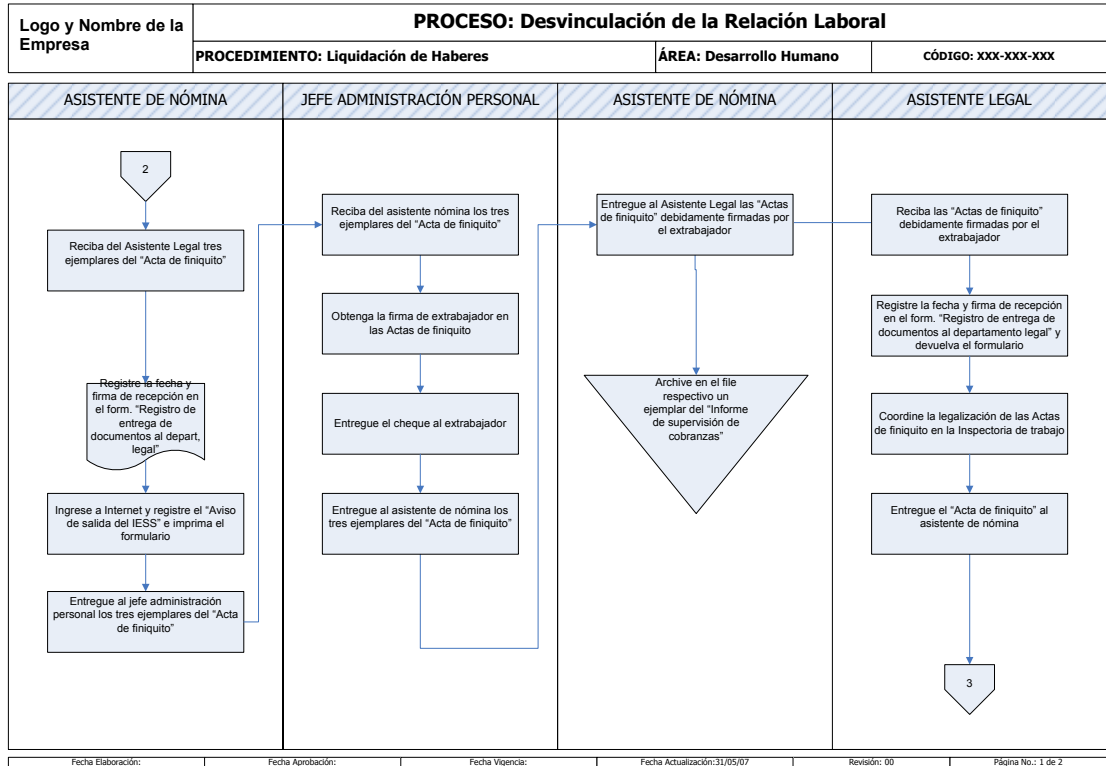 Logo y Nombre de la
Empresa
PROCESO: Desvinculación de la Relación Laboral
PROCEDIMIENTO: Liquidación de Haberes
ÁREA: Desarrollo Humano
CÓDIGO: XXX-XXX-XXX
ASISTENTE DE NÓMINA
JEFE ADMINISTRACIÓN PERSONAL
ASISTENTE DE NÓMINA
ASISTENTE LEGAL
2
Reciba del Asistente Legal tres
ejemplares del “Acta de finiquito”
Registre la fecha y
firma de recepción en
el form. “Registro de
entrega de
documentos al depart,
legal”
Ingrese a Internet y registre el “Aviso
de salida del IESS” e imprima el
formulario
Entregue al jefe administración
personal los tres ejemplares del “Acta
de finiquito”
Reciba del asistente nómina los tres
ejemplares del “Acta de finiquito”
Obtenga la firma de extrabajador en
las Actas de finiquito
Entregue el cheque al extrabajador
Entregue al asistente de nómina los
tres ejemplares del “Acta de finiquito”
Entregue al Asistente Legal las “Actas
de finiquito” debidamente firmadas por
el extrabajador
Archive en el file
respectivo un
ejemplar del “Informe
de supervisión de
cobranzas”
Reciba las “Actas de finiquito”
debidamente firmadas por el
extrabajador
Registre la fecha y firma de recepción
en el form. “Registro de entrega de
documentos al departamento legal” y
devuelva el formulario
Coordine la legalización de las Actas
de finiquito en la Inspectoria de trabajo
Entregue el “Acta de finiquito” al
asistente de nómina
3
Fecha Elaboración:
Fecha Aprobación:
Fecha Vigencia:
Fecha Actualización:31/05/07
Revisión: 00
Página No.: 1 de 2